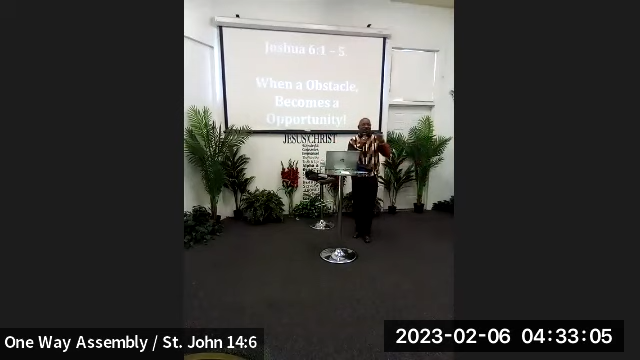 Joshua 6:1 – 5
When a Obstacle,
Becomes a
Opportunity!
JESUS CHRIST
One Way Assembly / St. John 14:6
2023-02-06 04:33:05